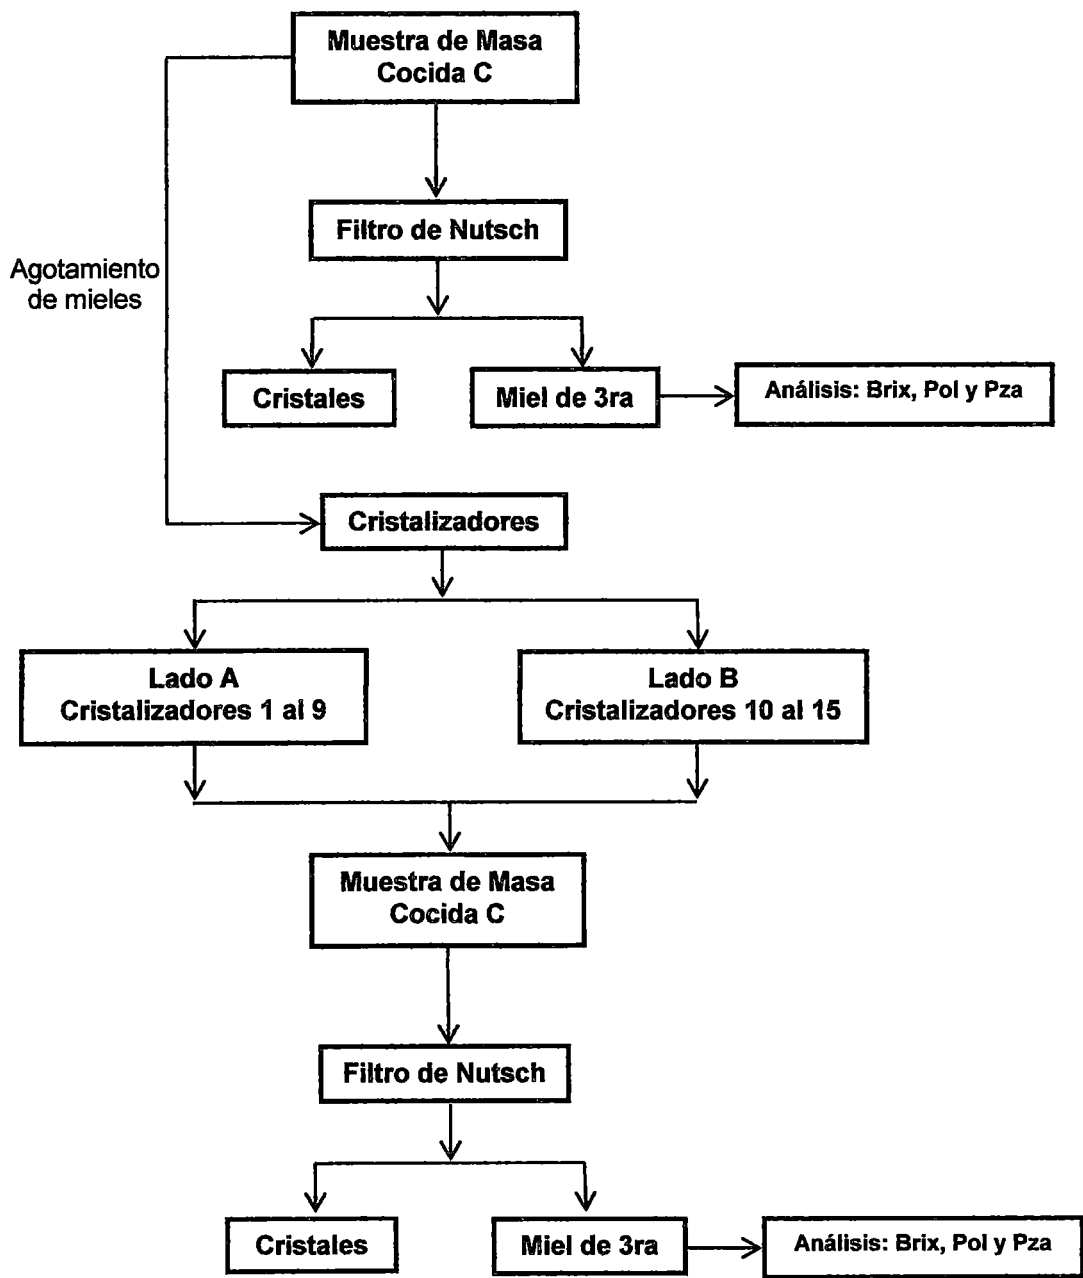 Muestra de Masa
Cocida C
Filtro de Nutsch
Agotamiento
de mieles
Cristales
Miel de 3ra
Análisis: Brix, Pol y Pza
Cristalizadores
Lado A
Cristalizadores 1 al 9
Lado B
Cristalizadores 10 al 15
Muestra de Masa
Cocida C
Filtro de Nutsch
Cristales
Miel de 3ra
Análisis: Brix, Pol y Pza